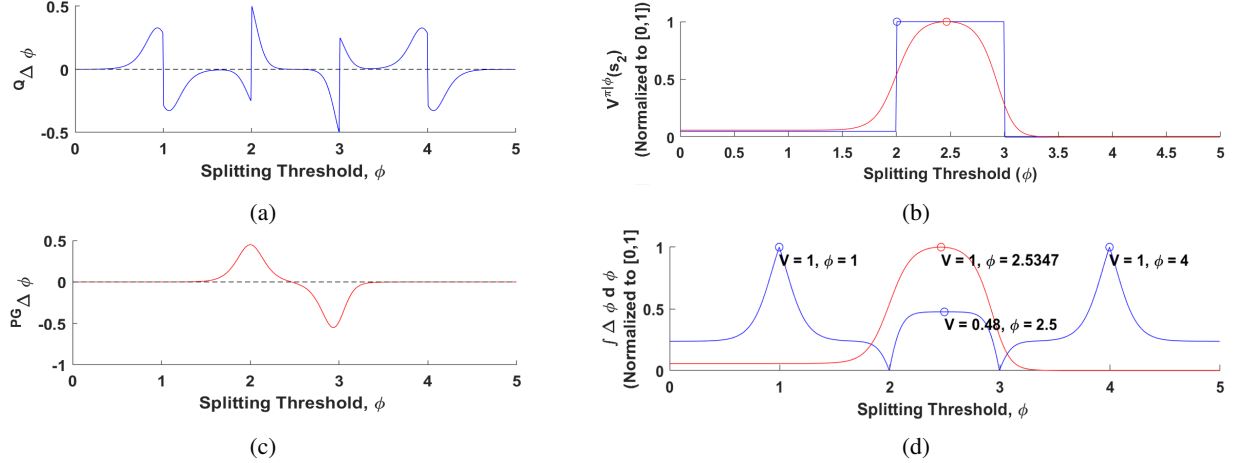 0.5
0
-0.5
Q Δ ϕ
0 1 2 3 4 5
Splitting Threshold, ϕ
(a)
1
0.5
0
V^π|ϕ(s₂)
(Normalized to [0,1])
0 0.5 1 1.5 2 2.5 3 3.5 4 4.5 5
Splitting Threshold (ϕ)
(b)
0.5
0
-0.5
-1
PG Δ ϕ
0 1 2 3 4 5
Splitting Threshold, ϕ
(c)
1
0.5
0
∫ Δ ϕ d ϕ
(Normalized to [0,1]
V = 1, ϕ = 1
V = 1, ϕ = 2.5347
V = 1, ϕ = 4
V = 0.48, ϕ = 2.5
0 1 2 3 4 5
Splitting Threshold, ϕ
(d)